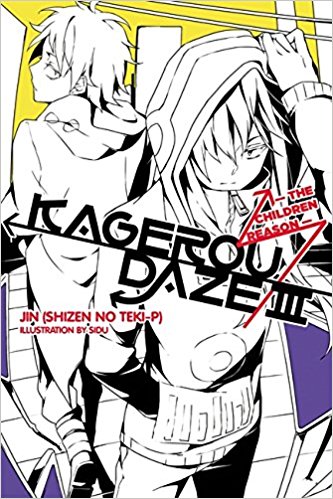 KAGEROU
DAZE III
— THE
CHILDREN
REASON —
JIN (SHIZEN NO TEKI-P)
ILLUSTRATION BY SIDU